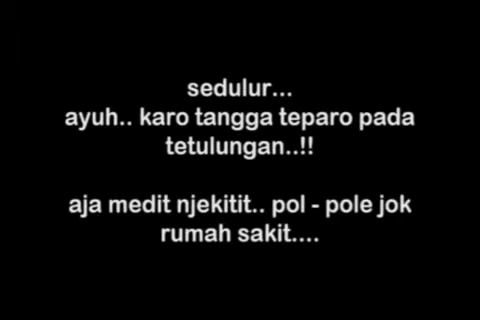 sedulur...
ayuh.. karo tangga teparo pada
tetulungan..!!
aja medit njekitit.. pol - pole jok
rumah sakit....